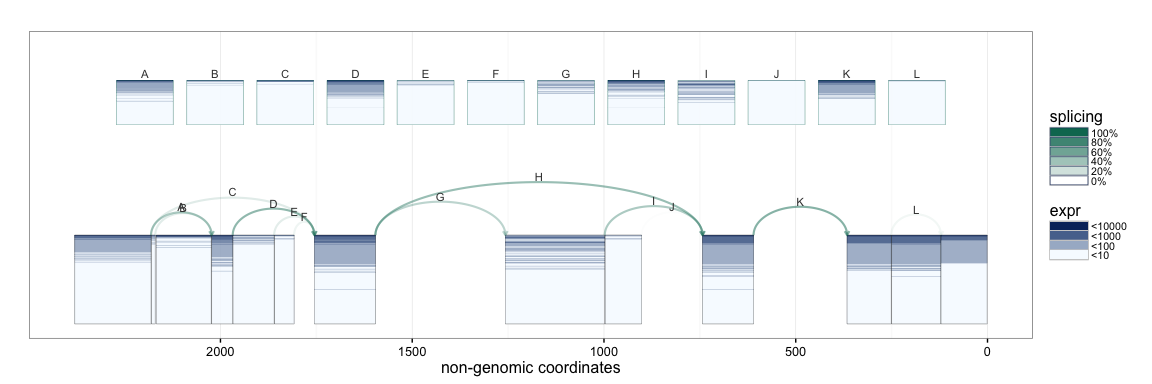 A B C D E F G H I J K L
splicing
100%
80%
60%
40%
20%
0%
H
C
G
A B D E F I J K L
expr
<10000
<1000
<100
<10
2000 1500 1000 500 0
non-genomic coordinates